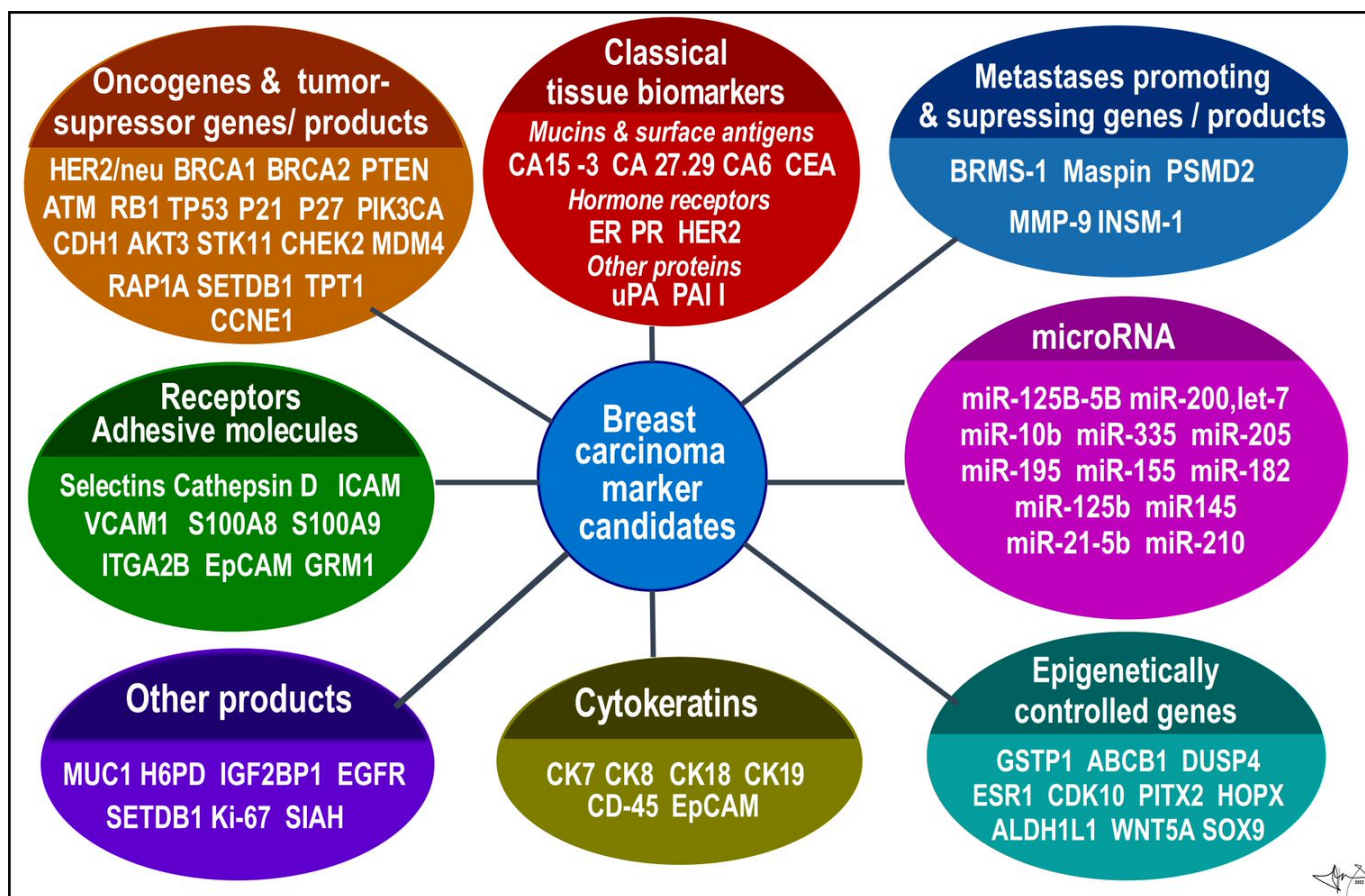 Oncogenes & tumor-
supressor genes/ products
HER2/neu BRCA1 BRCA2 PTEN
ATM RB1 TP53 P21 P27 PIK3CA
CDH1 AKT3 STK11 CHEK2 MDM4
RAP1A SETDB1 TPT1
CCNE1
Classical
tissue biomarkers
Mucins & surface antigens
CA15 -3 CA 27.29 CA6 CEA
Hormone receptors
ER PR HER2
Other proteins
uPA PAI I
Metastases promoting
& supressing genes / products
BRMS-1 Maspin PSMD2
MMP-9 INSM-1
Receptors
Adhesive molecules
Selectins Cathepsin D ICAM
VCAM1 S100A8 S100A9
ITGA2B EpCAM GRM1
Breast
carcinoma
marker
candidates
microRNA
miR-125B-5B miR-200,let-7
miR-10b miR-335 miR-205
miR-195 miR-155 miR-182
miR-125b miR145
miR-21-5b miR-210
Other products
MUC1 H6PD IGF2BP1 EGFR
SETDB1 Ki-67 SIAH
Cytokeratins
CK7 CK8 CK18 CK19
CD-45 EpCAM
Epigenetically
controlled genes
GSTP1 ABCB1 DUSP4
ESR1 CDK10 PITX2 HOPX
ALDH1L1 WNT5A SOX9